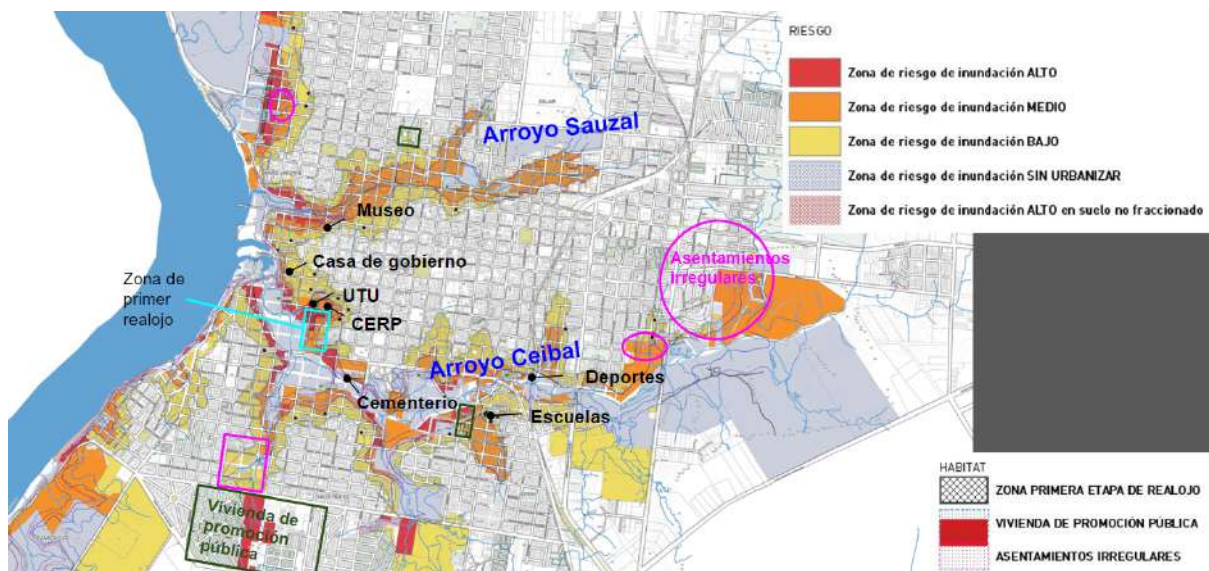 RIESGO
Zona de riesgo de inundación ALTO
Zona de riesgo de inundación MEDIO
Zona de riesgo de inundación BAJO
Zona de riesgo de inundación SIN URBANIZAR
Zona de riesgo de inundación ALTO en suelo no fraccionado
Arroyo Sauzal
Museo
Casa de gobierno
Asentamientos
irregulares
Zona de
primer
realojo
UTU
CERP
Arroyo Ceibal
Deportes
Cementerio
Escuelas
Vivienda de
promoción
pública
HABITAT
ZONA PRIMERA ETAPA DE REALOJO
VIVIENDA DE PROMOCIÓN PÚBLICA
ASENTAMIENTOS IRREGULARES